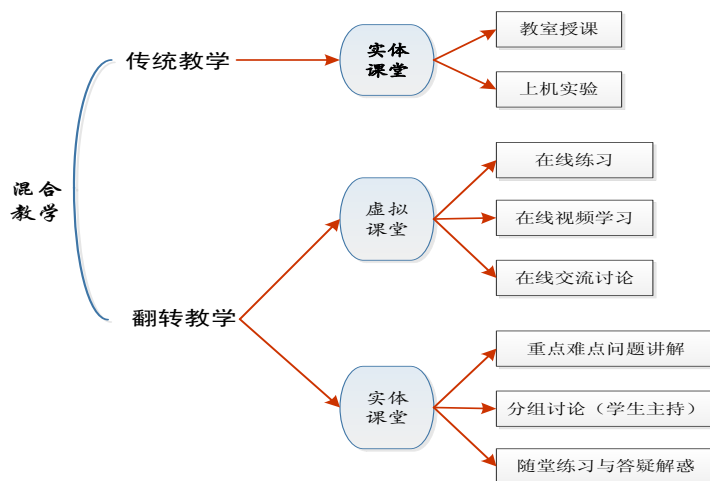 传统教学
实体
课堂
教室授课
上机实验
混合
教学
翻转教学
虚拟
课堂
在线练习
在线视频学习
在线交流讨论
实体
课堂
重点难点问题讲解
分组讨论（学生主持）
随堂练习与答疑解惑